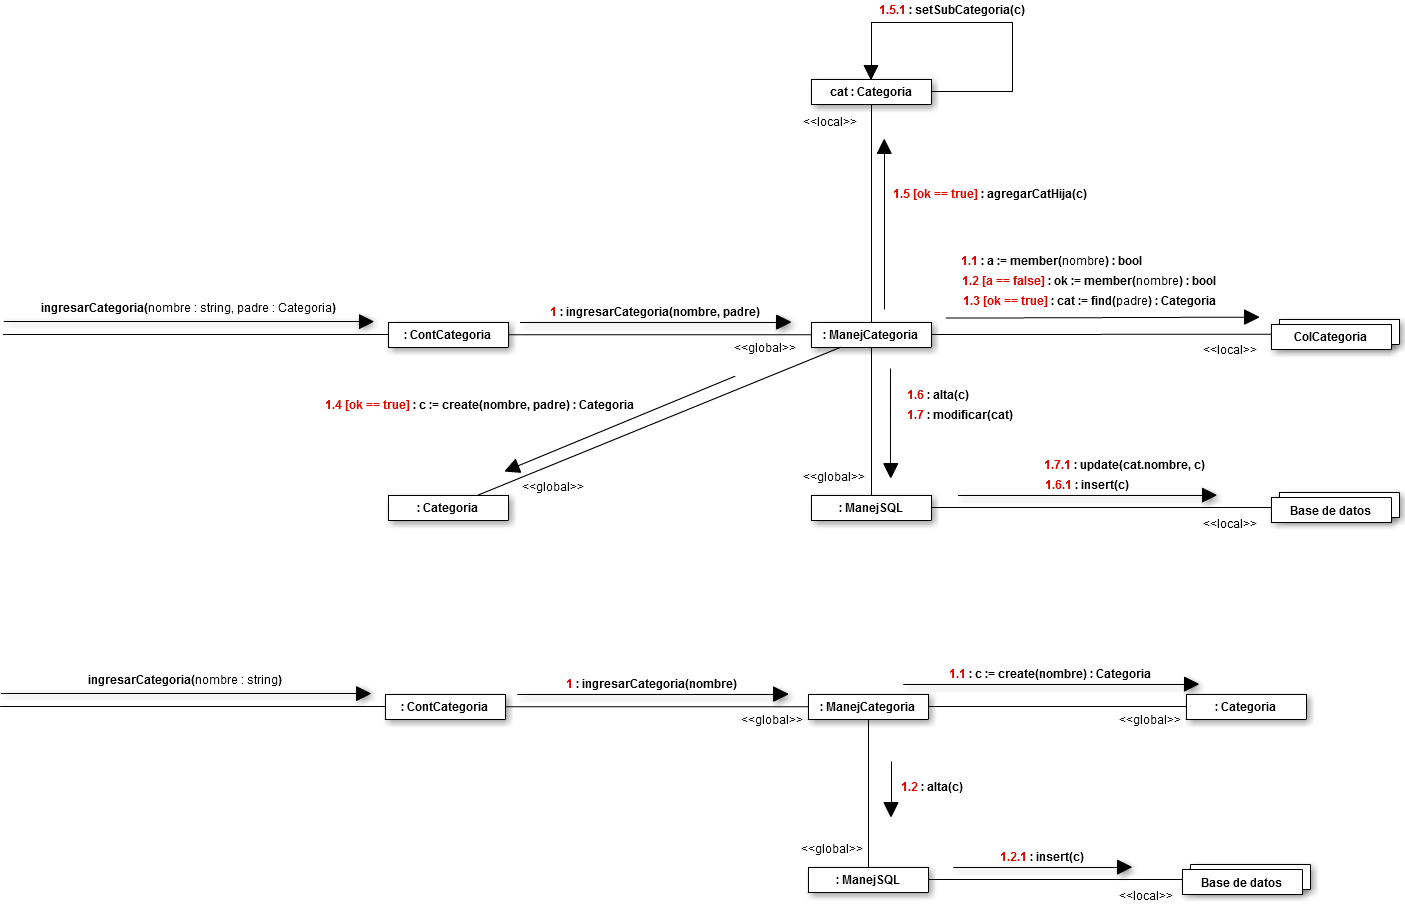 1.5.1 : setSubCategoria(c)
cat : Categoria
<<local>>
1.5 [ok == true] : agregarCatHija(c)
1.1 : a := member(nombre) : bool
1.2 [a == false] : ok := member(nombre) : bool
1.3 [ok == true] : cat := find(padre) : Categoria
ingresarCategoria(nombre : string, padre : Categoria)
1 : ingresarCategoria(nombre, padre)
: ContCategoria
: ManejCategoria
ColCategoria
<<global>>
<<local>>
1.4 [ok == true] : c := create(nombre, padre) : Categoria
1.6 : alta(c)
1.7 : modificar(cat)
<<global>>
<<global>>
1.7.1 : update(cat.nombre, c)
1.6.1 : insert(c)
: Categoria
: ManejSQL
Base de datos
<<local>>
ingresarCategoria(nombre : string)
1 : ingresarCategoria(nombre)
1.1 : c := create(nombre) : Categoria
: ContCategoria
: ManejCategoria
: Categoria
<<global>>
<<global>>
1.2 : alta(c)
<<global>>
1.2.1 : insert(c)
: ManejSQL
Base de datos
<<local>>